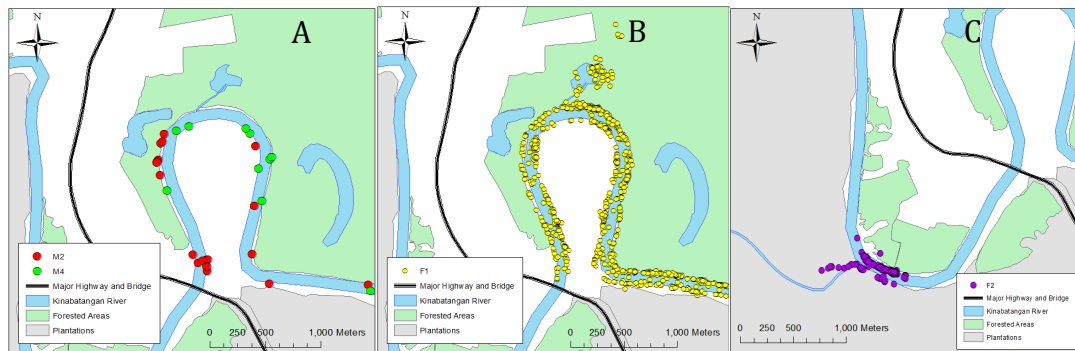 N
A
M2
M4
Major Highway and Bridge
Kinabatangan River
Forested Areas
Plantations
0 250 500 1,000 Meters
N
B
F1
Major Highway and Bridge
Kinabatangan River
Forested Areas
Plantations
0 250 500 1,000 Meters
N
C
F2
Major Highway and Bridge
Kinabatangan River
Forested Areas
Plantations
0 250 500 1,000 Meters